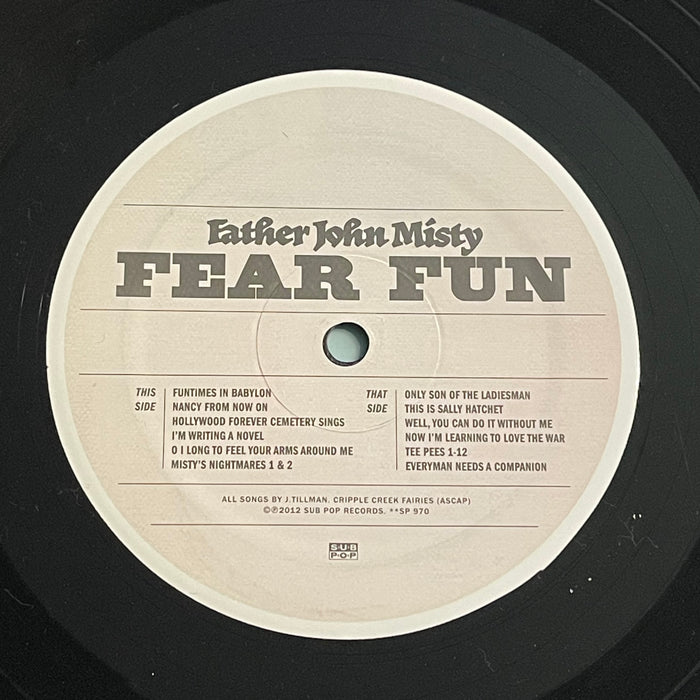 Father John Misty
FEAR FUN
THIS SIDE
FUNTIMES IN BABYLON
NANCY FROM NOW ON
HOLLYWOOD FOREVER CEMETERY SINGS
I'M WRITING A NOVEL
O I LONG TO FEEL YOUR ARMS AROUND ME
MISTY'S NIGHTMARES 1 & 2
THAT SIDE
ONLY SON OF THE LADIESMAN
THIS IS SALLY HATCHET
WELL, YOU CAN DO IT WITHOUT ME
NOW I'M LEARNING TO LOVE THE WAR
TEE PEES 1-12
EVERYMAN NEEDS A COMPANION
ALL SONGS BY J.TILLMAN, CRIPPLE CREEK FAIRIES (ASCAP)
©℗2012 SUB POP RECORDS. **SP 970
SUB
POP